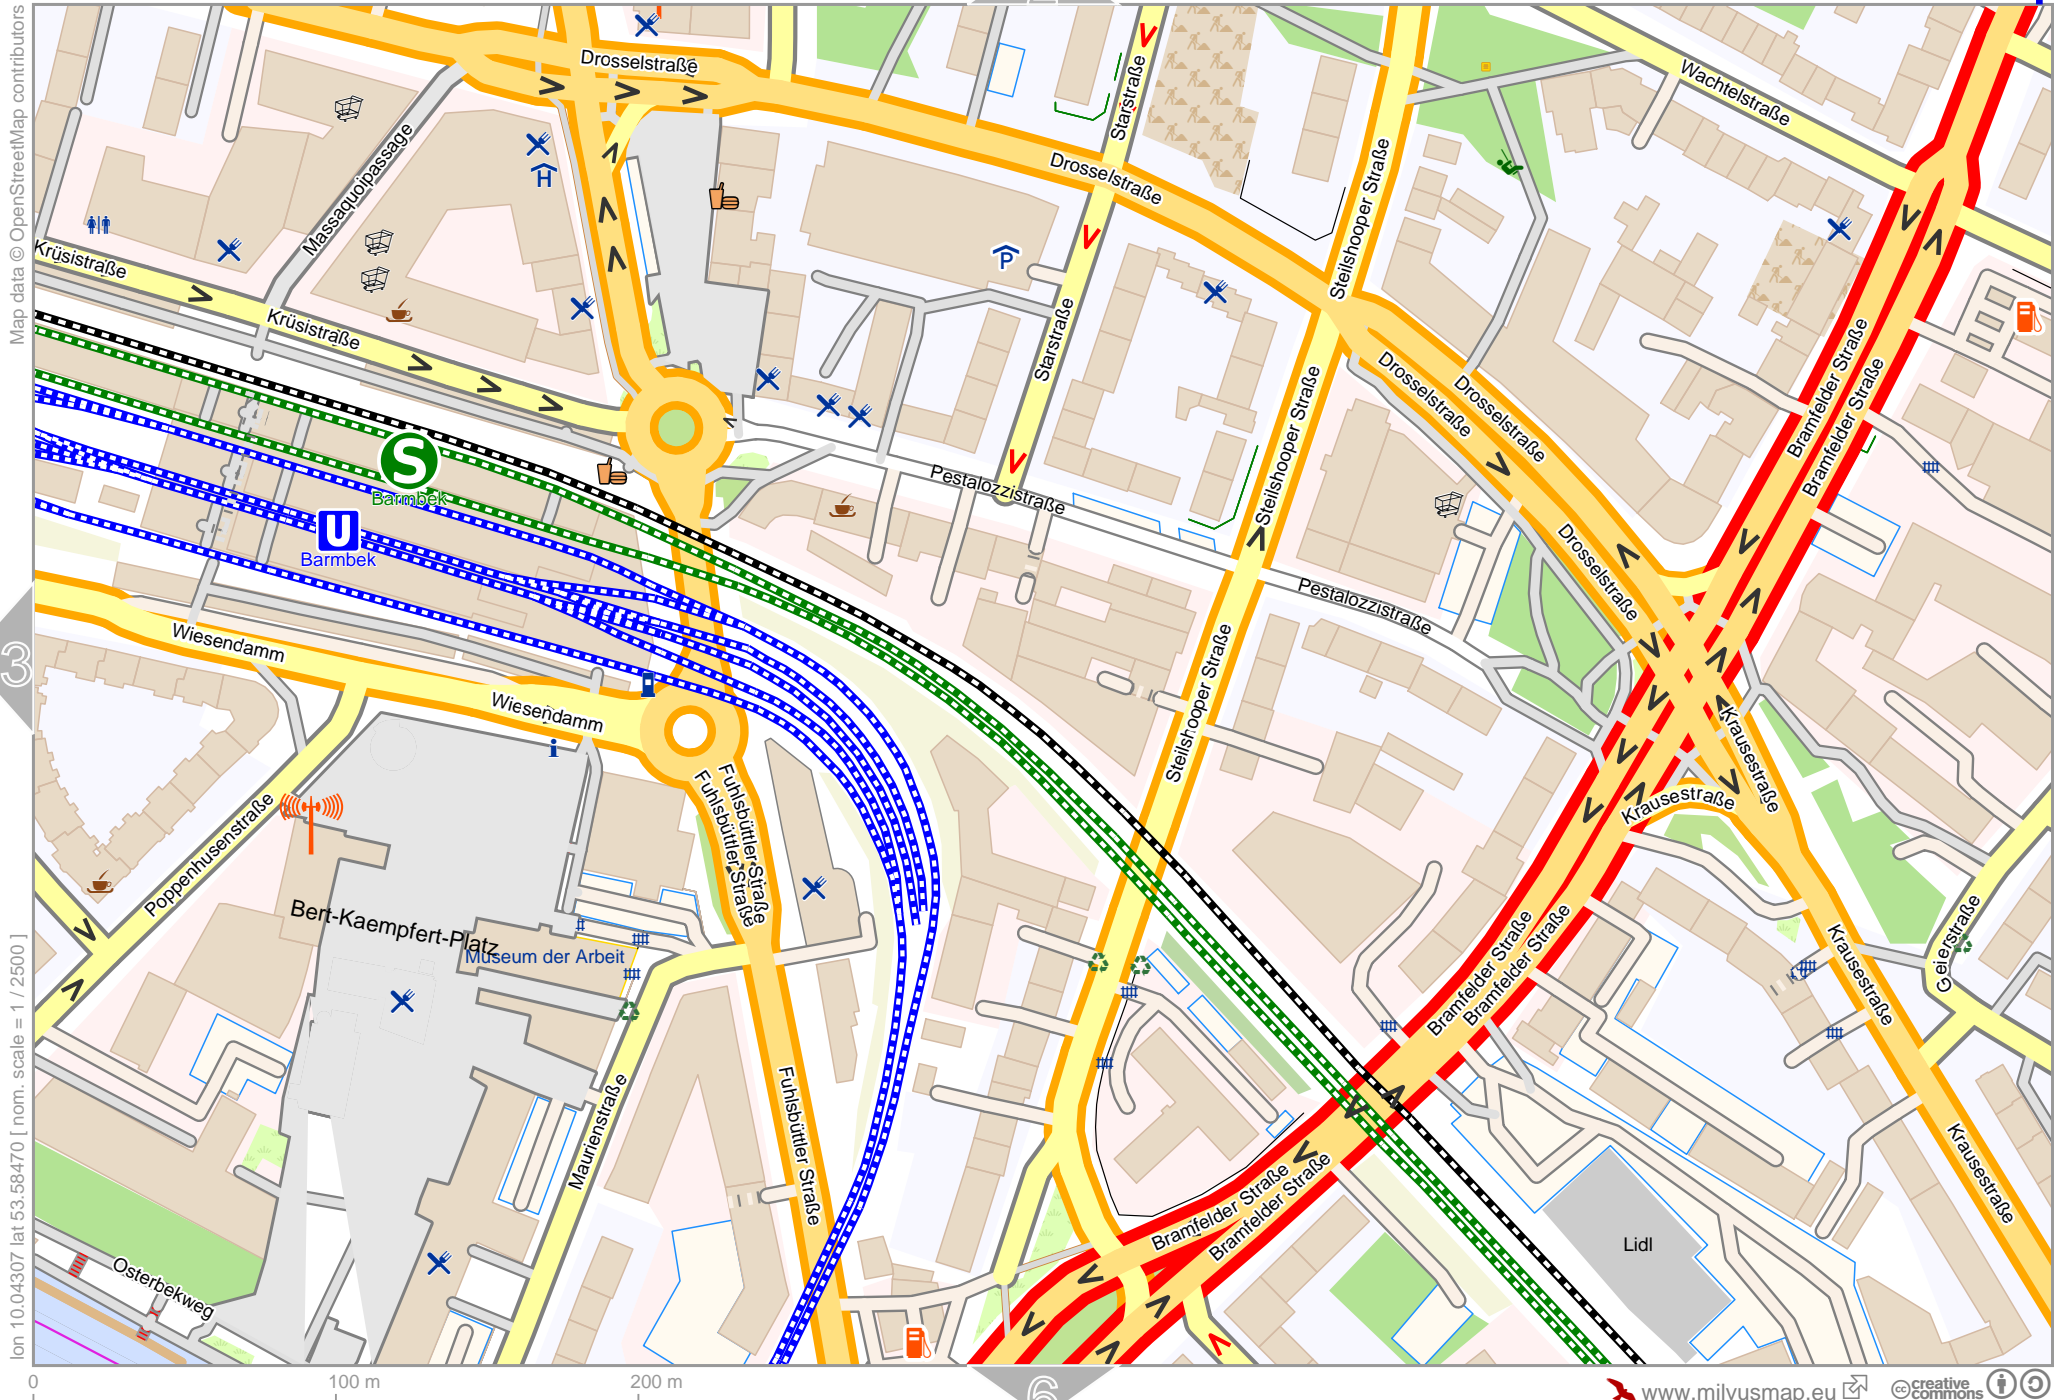 Map data © OpenStreetMap contributors
lon 10.04307 lat 53.58470 [ nom. scale = 1 / 2500 ]
Drosselstraße
Starstraße
Wachtelstraße
Massaquoipassage
H
Drosselstraße
Steilshooper Straße
Krüsistraße
P
Krüsistraße
Starstraße
Drosselstraße
Drosselstraße
Bramfelder Straße
Bramfelder Straße
S
Barmbek
Pestalozzistraße
Steilshooper Straße
U
Barmbek
Drosselstraße
Pestalozzistraße
Wiesendamm
3
Wiesendamm
Steilshooper Straße
Krausestraße
Krausestraße
i
Fuhlsbüttler Straße
Fuhlsbüttler Straße
Poppenhusenstraße
Bert-Kaempfert-Platz
Museum der Arbeit
Bramfelder Straße
Bramfelder Straße
Krausestraße
Geierstraße
Maurienstraße
Fuhlsbüttler Straße
Krausestraße
Bramfelder Straße
Bramfelder Straße
Lidl
Osterbekweg
0
100 m
200 m
6
www.milvusmap.eu
cc creative commons